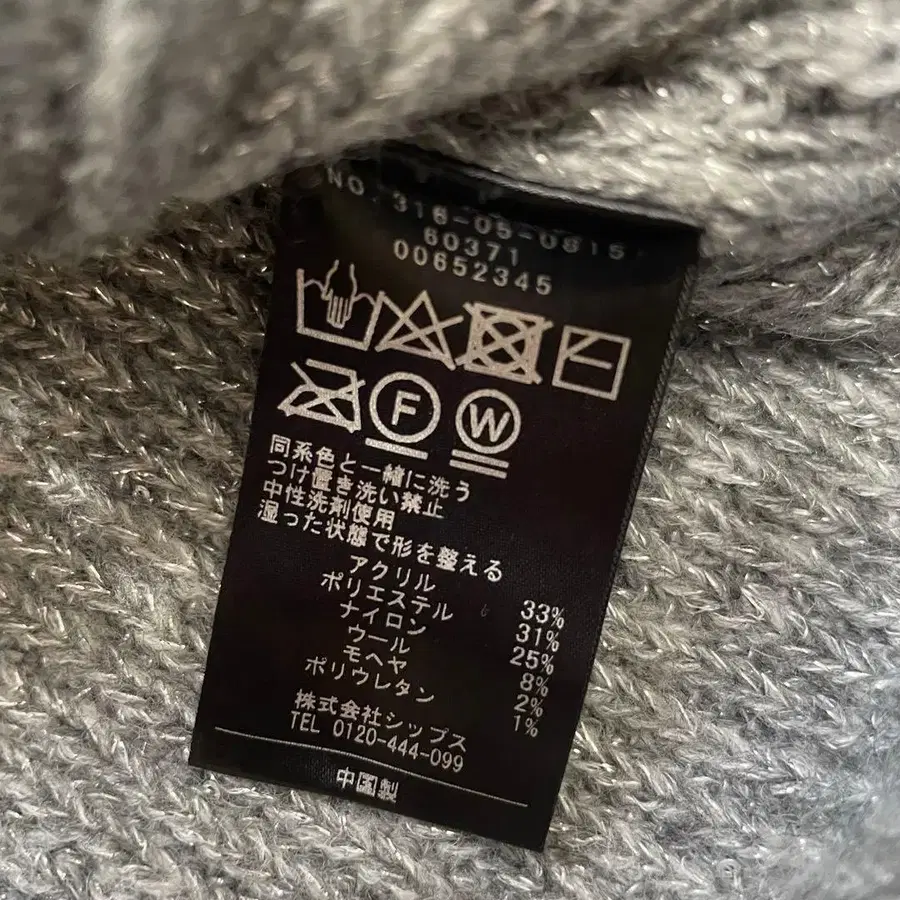 NO. 316-05-0815
60371
00652345
F
W
同系色と一緒に洗う
つけ置き洗い禁止
中性洗剤使用
湿った状態で形を整える
アクリル 33%
ポリエステル 31%
ナイロン 25%
ウール 8%
モヘヤ 2%
ポリウレタン 1%
株式会社シップス
TEL 0120-444-099
中国製